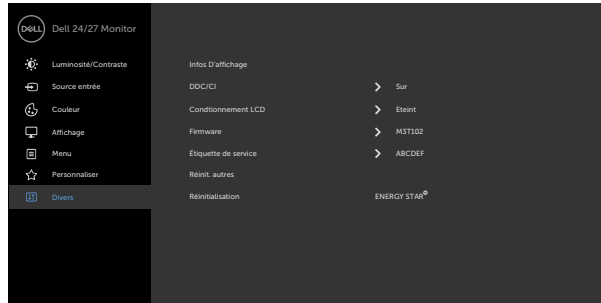 DELL Dell 24/27 Monitor
Luminosité/Contraste
Source entrée
Couleur
Affichage
Menu
Personnaliser
Divers
Infos D'affichage
DDC/CI Sur
Condtionnement LCD Eteint
Firmware M3T102
Étiquette de service ABCDEF
Réinit. autres
Réinitialisation ENERGY STAR®